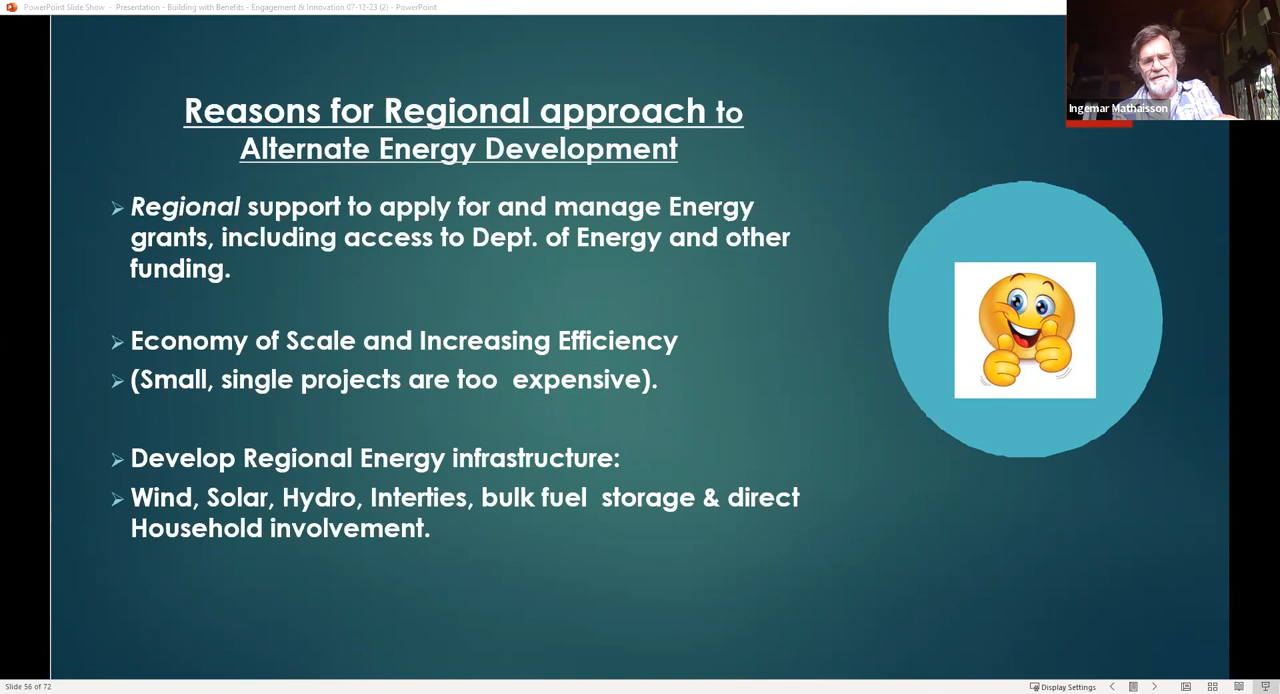 PowerPoint Slide Show - Presentation - Building with Benefits - Engagement & Innovation 07-12-23 (2) - PowerPoint
Ingemar Mathaisson
Reasons for Regional approach to
Alternate Energy Development
Regional support to apply for and manage Energy
grants, including access to Dept. of Energy and other
funding.
Economy of Scale and Increasing Efficiency
(Small, single projects are too expensive).
Develop Regional Energy infrastructure:
Wind, Solar, Hydro, Interties, bulk fuel storage & direct
Household involvement.
Slide 56 of 72
Display Settings